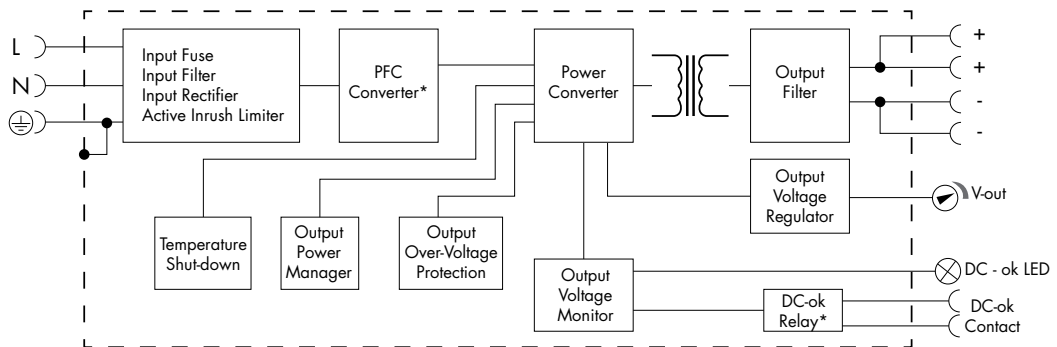 L
N
Input Fuse
Input Filter
Input Rectifier
Active Inrush Limiter
PFC
Converter*
Power
Converter
Output
Filter
+
+
-
-
Output
Voltage
Regulator
V-out
Temperature
Shut-down
Output
Power
Manager
Output
Over-Voltage
Protection
Output
Voltage
Monitor
DC - ok LED
DC-ok
Relay*
DC-ok
Contact